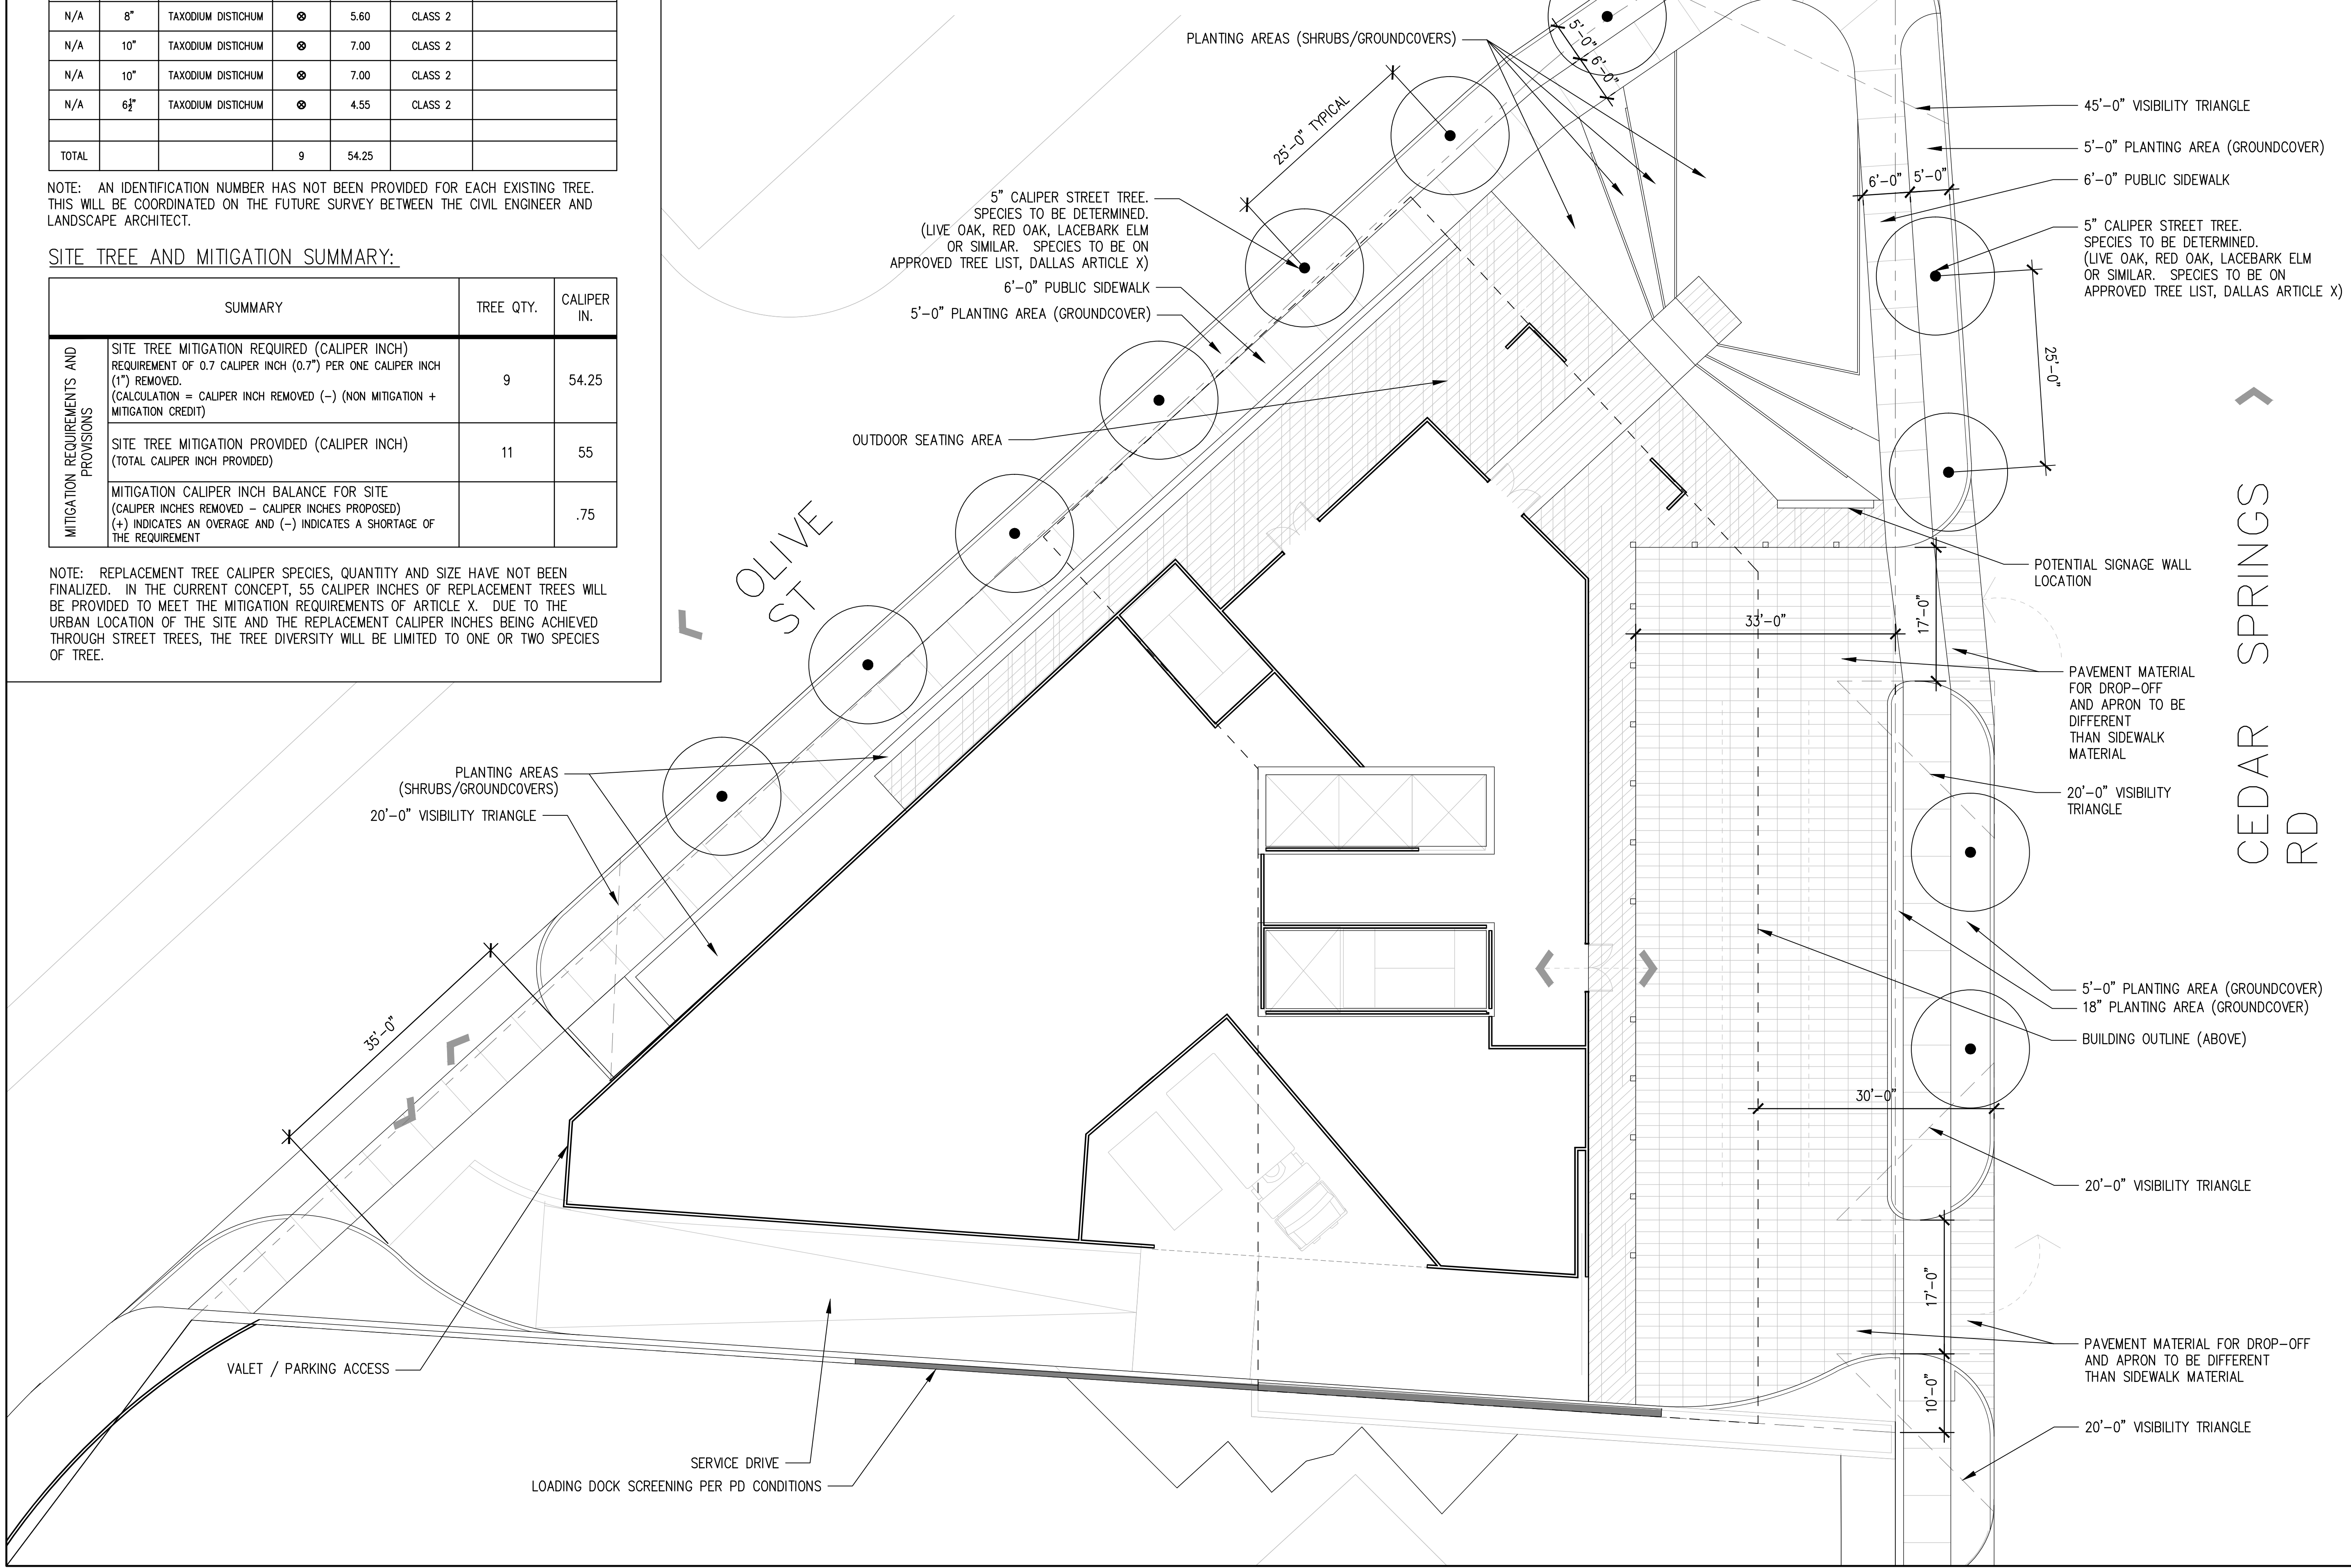 N/A 8" TAXODIUM DISTICHUM ⊗ 5.60 CLASS 2
N/A 10" TAXODIUM DISTICHUM ⊗ 7.00 CLASS 2
N/A 10" TAXODIUM DISTICHUM ⊗ 7.00 CLASS 2
N/A 6½" TAXODIUM DISTICHUM ⊗ 4.55 CLASS 2
TOTAL 9 54.25
NOTE: AN IDENTIFICATION NUMBER HAS NOT BEEN PROVIDED FOR EACH EXISTING TREE.
THIS WILL BE COORDINATED ON THE FUTURE SURVEY BETWEEN THE CIVIL ENGINEER AND
LANDSCAPE ARCHITECT.
SITE TREE AND MITIGATION SUMMARY:
SUMMARY TREE QTY. CALIPER
IN.
MITIGATION REQUIREMENTS AND
PROVISIONS
SITE TREE MITIGATION REQUIRED (CALIPER INCH)
REQUIREMENT OF 0.7 CALIPER INCH (0.7") PER ONE CALIPER INCH
(1") REMOVED.
(CALCULATION = CALIPER INCH REMOVED (-) (NON MITIGATION +
MITIGATION CREDIT)
9 54.25
SITE TREE MITIGATION PROVIDED (CALIPER INCH)
(TOTAL CALIPER INCH PROVIDED)
11 55
MITIGATION CALIPER INCH BALANCE FOR SITE
(CALIPER INCHES REMOVED - CALIPER INCHES PROPOSED)
(+) INDICATES AN OVERAGE AND (-) INDICATES A SHORTAGE OF
THE REQUIREMENT
.75
NOTE: REPLACEMENT TREE CALIPER SPECIES, QUANTITY AND SIZE HAVE NOT BEEN
FINALIZED. IN THE CURRENT CONCEPT, 55 CALIPER INCHES OF REPLACEMENT TREES WILL
BE PROVIDED TO MEET THE MITIGATION REQUIREMENTS OF ARTICLE X. DUE TO THE
URBAN LOCATION OF THE SITE AND THE REPLACEMENT CALIPER INCHES BEING ACHIEVED
THROUGH STREET TREES, THE TREE DIVERSITY WILL BE LIMITED TO ONE OR TWO SPECIES
OF TREE.
PLANTING AREAS (SHRUBS/GROUNDCOVERS)
5'-0"
6'-0"
25'-0" TYPICAL
5" CALIPER STREET TREE.
SPECIES TO BE DETERMINED.
(LIVE OAK, RED OAK, LACEBARK ELM
OR SIMILAR. SPECIES TO BE ON
APPROVED TREE LIST, DALLAS ARTICLE X)
6'-0" PUBLIC SIDEWALK
5'-0" PLANTING AREA (GROUNDCOVER)
OUTDOOR SEATING AREA
OLIVE
ST
PLANTING AREAS
(SHRUBS/GROUNDCOVERS)
20'-0" VISIBILITY TRIANGLE
35'-0"
VALET / PARKING ACCESS
SERVICE DRIVE
LOADING DOCK SCREENING PER PD CONDITIONS
45'-0" VISIBILITY TRIANGLE
5'-0" PLANTING AREA (GROUNDCOVER)
6'-0" PUBLIC SIDEWALK
6'-0" 5'-0"
5" CALIPER STREET TREE.
SPECIES TO BE DETERMINED.
(LIVE OAK, RED OAK, LACEBARK ELM
OR SIMILAR. SPECIES TO BE ON
APPROVED TREE LIST, DALLAS ARTICLE X)
25'-0"
POTENTIAL SIGNAGE WALL
LOCATION
33'-0"
17'-0"
PAVEMENT MATERIAL
FOR DROP-OFF
AND APRON TO BE
DIFFERENT
THAN SIDEWALK
MATERIAL
20'-0" VISIBILITY
TRIANGLE
CEDAR SPRINGS
RD
5'-0" PLANTING AREA (GROUNDCOVER)
18" PLANTING AREA (GROUNDCOVER)
BUILDING OUTLINE (ABOVE)
30'-0"
20'-0" VISIBILITY TRIANGLE
17'-0"
PAVEMENT MATERIAL FOR DROP-OFF
AND APRON TO BE DIFFERENT
THAN SIDEWALK MATERIAL
10'-0"
20'-0" VISIBILITY TRIANGLE